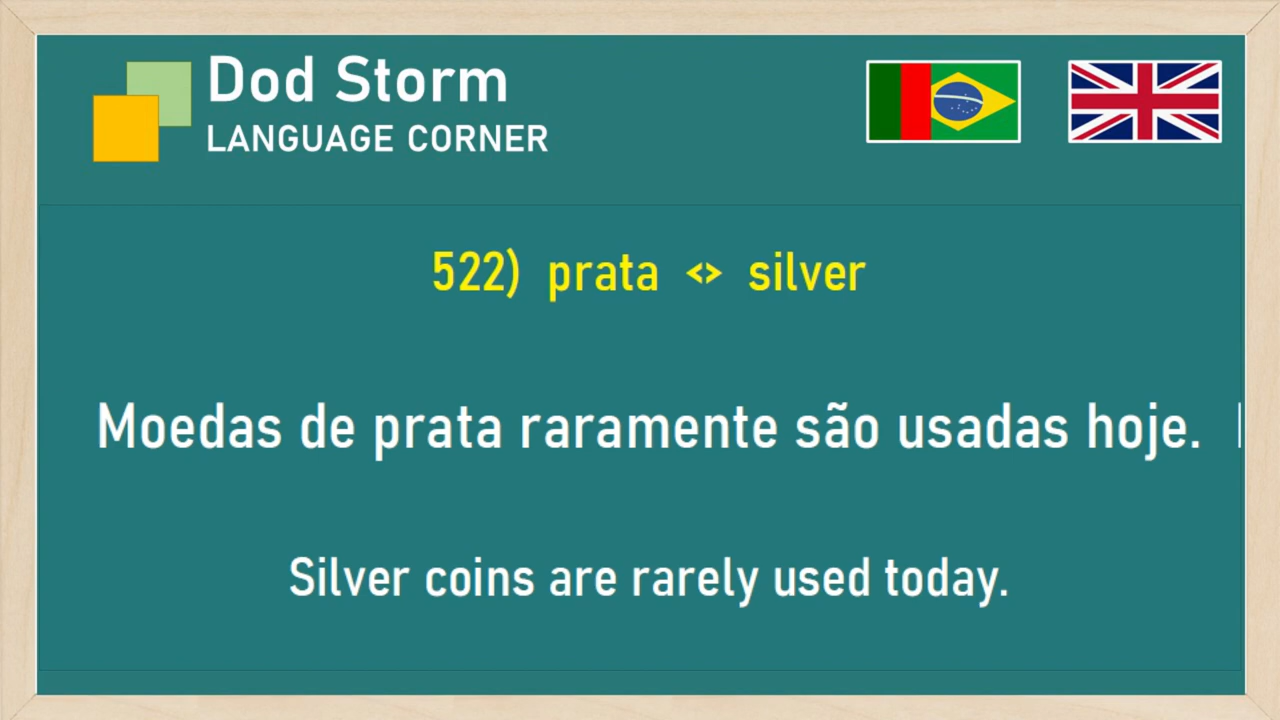 Dod Storm
LANGUAGE CORNER
522) prata <> silver
Moedas de prata raramente são usadas hoje.
Silver coins are rarely used today.